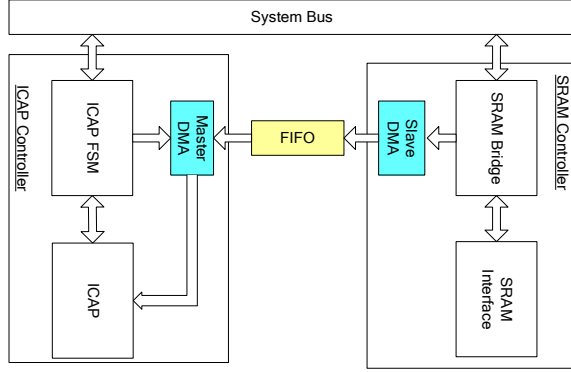 System Bus
ICAP Controller
ICAP FSM
Master
DMA
FIFO
Slave
DMA
SRAM Bridge
SRAM Controller
ICAP
SRAM
Interface